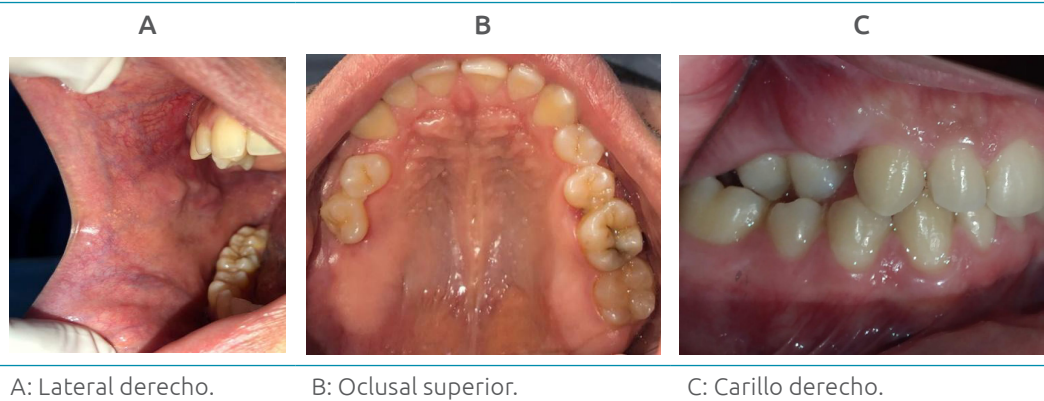 A
B
C
A: Lateral derecho.
B: Oclusal superior.
C: Carillo derecho.